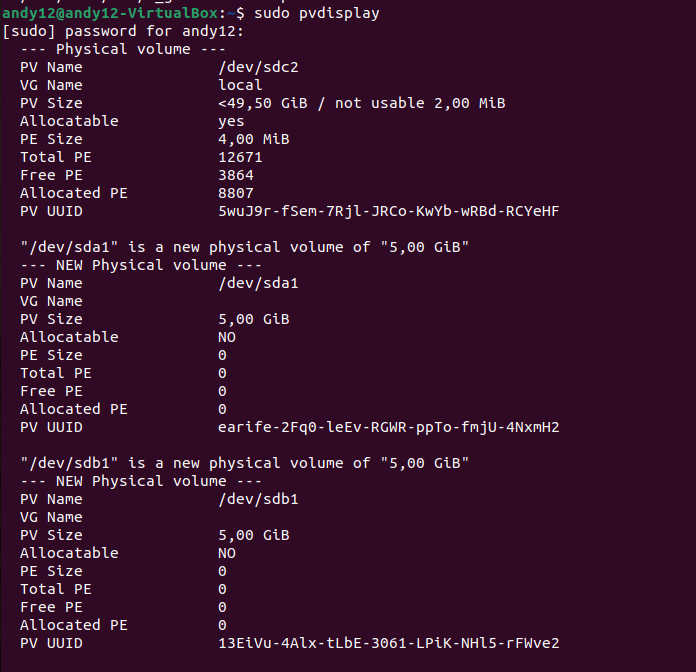 andy12@andy12-VirtualBox:~$ sudo pvdisplay
[sudo] password for andy12:
--- Physical volume ---
PV Name /dev/sdc2
VG Name local
PV Size <49,50 GiB / not usable 2,00 MiB
Allocatable yes
PE Size 4,00 MiB
Total PE 12671
Free PE 3864
Allocated PE 8807
PV UUID 5wuJ9r-fSem-7Rjl-JRCo-KwYb-wRBd-RCYeHF
"/dev/sda1" is a new physical volume of "5,00 GiB"
--- NEW Physical volume ---
PV Name /dev/sda1
VG Name
PV Size 5,00 GiB
Allocatable NO
PE Size 0
Total PE 0
Free PE 0
Allocated PE 0
PV UUID earife-2Fq0-leEv-RGWR-ppTo-fmjU-4NxmH2
"/dev/sdb1" is a new physical volume of "5,00 GiB"
--- NEW Physical volume ---
PV Name /dev/sdb1
VG Name
PV Size 5,00 GiB
Allocatable NO
PE Size 0
Total PE 0
Free PE 0
Allocated PE 0
PV UUID 13EiVu-4Alx-tLbE-3061-LPiK-NHl5-rFWve2